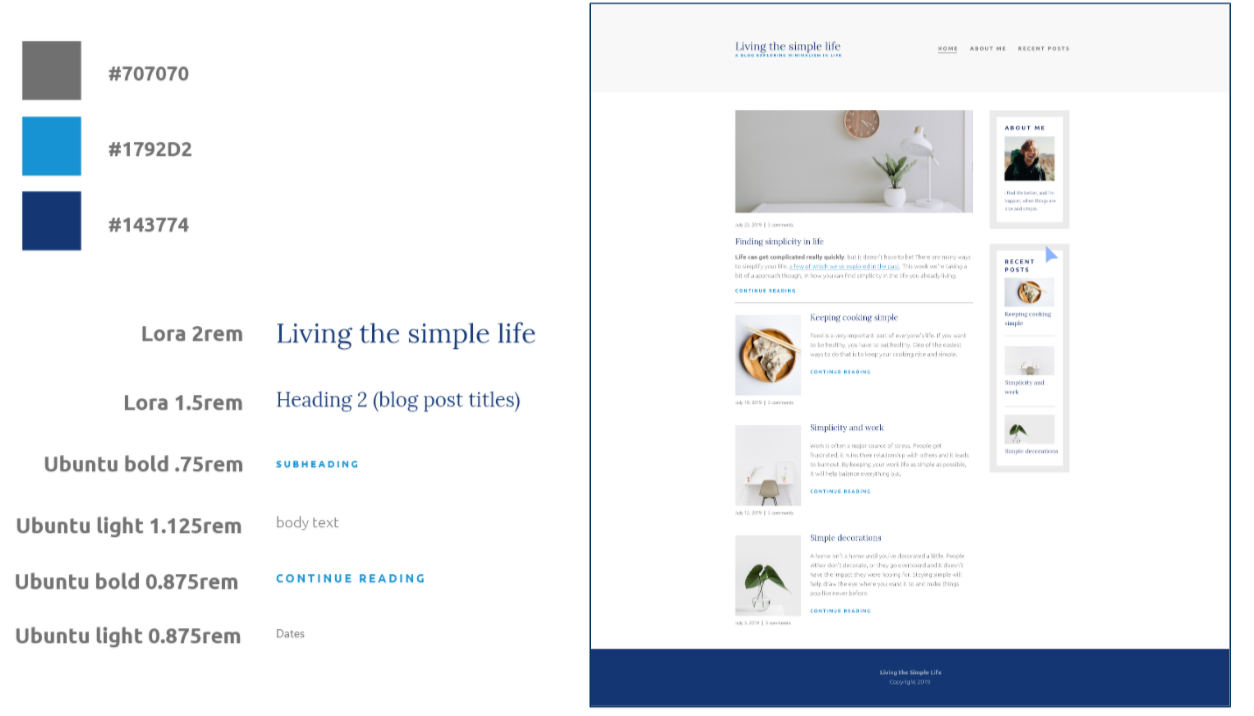 #707070
#1792D2
#143774
Lora 2rem
Living the simple life
Lora 1.5rem
Heading 2 (blog post titles)
Ubuntu bold .75rem
SUBHEADING
Ubuntu light 1.125rem
body text
Ubuntu bold 0.875rem
CONTINUE READING
Ubuntu light 0.875rem
Dates
Living the simple life
A BLOG EXPLORING MINIMALISM IN LIFE
HOME
ABOUT ME
RECENT POSTS
July 23, 2019 | 3 comments
Finding simplicity in life
Life can get complicated really quickly, but it doesn't have to be! There are many ways
to simplify your life, a few of which we've explored in the past. This week we're taking a
bit of a approach though, in how you can find simplicity in the life you already living.
CONTINUE READING
Keeping cooking simple
Food is a very important part of everyone's life. If you want
to be healthy, you have to eat healthy. One of the easiest
ways to do that is to keep your cooking nice and simple.
CONTINUE READING
July 19, 2019 | 3 comments
Simplicity and work
Work is often a major source of stress. People get
frustrated, it ruins their relationship with others and it leads
to burnout. By keeping your work life as simple as possible,
it will help balance everything out.
CONTINUE READING
July 12, 2019 | 3 comments
Simple decorations
A home isn't a home until you've decorated a little. People
either don't decorate, or they go overboard and it doesn't
have the impact they were hoping for. Staying simple will
help draw the eye where you want it to and make things
pop like never before.
CONTINUE READING
July 3, 2019 | 3 comments
ABOUT ME
I find life better, and I'm
happier, when things are
nice and simple.
RECENT
POSTS
Keeping cooking
simple
Simplicity and
work
Simple decorations
Living the Simple Life
Copyright 2019